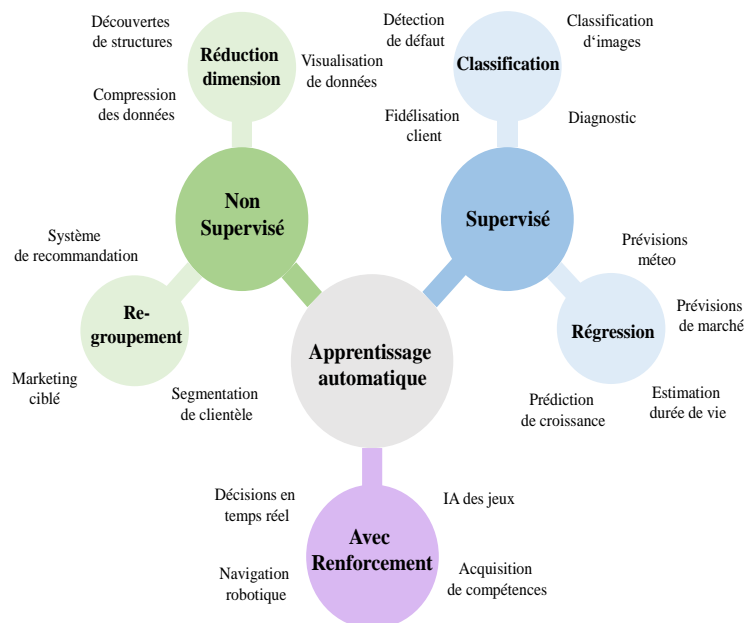 Découvertes
de structures
Réduction
dimension
Visualisation
de données
Compression
des données
Détection
de défaut
Classification
Classification
d‘images
Fidélisation
client
Diagnostic
Non
Supervisé
Supervisé
Système
de recommandation
Re-
groupement
Marketing
ciblé
Segmentation
de clientèle
Apprentissage
automatique
Prévisions
méteo
Régression
Prévisions
de marché
Prédiction
de croissance
Estimation
durée de vie
Décisions en
temps réel
IA des jeux
Avec
Renforcement
Navigation
robotique
Acquisition
de compétences